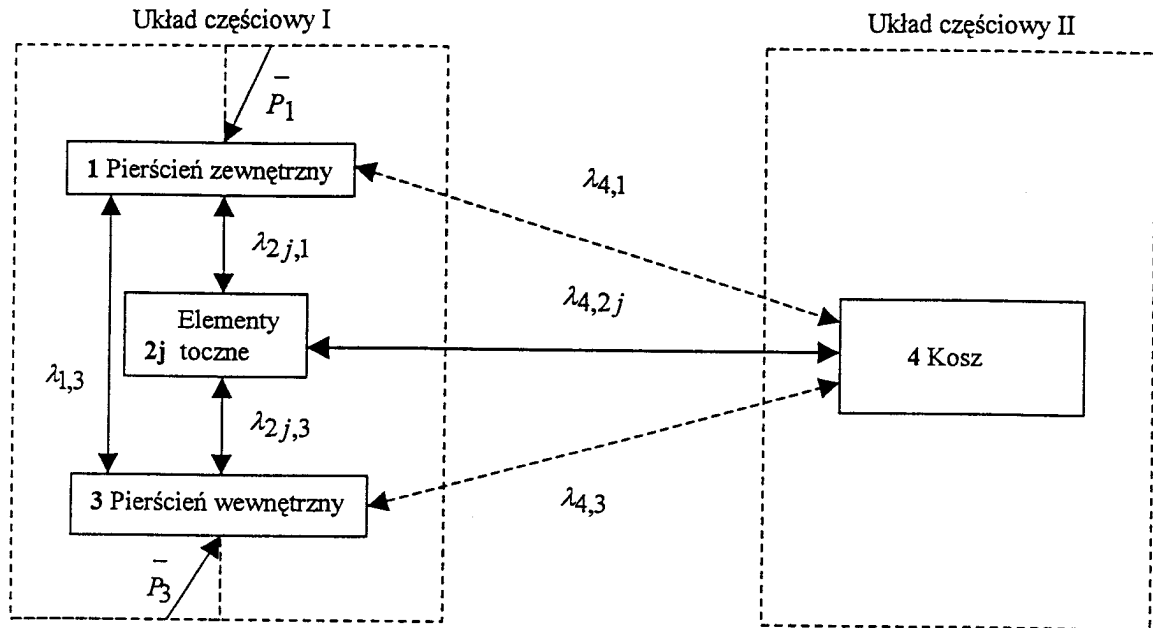 Układ częściowy I
Układ częściowy II
P̅1
1 Pierścień zewnętrzny
λ4,1
λ2j,1
λ4,2j
Elementy
2j toczne
4 Kosz
λ1,3
λ2j,3
3 Pierścień wewnętrzny
λ4,3
P̅3